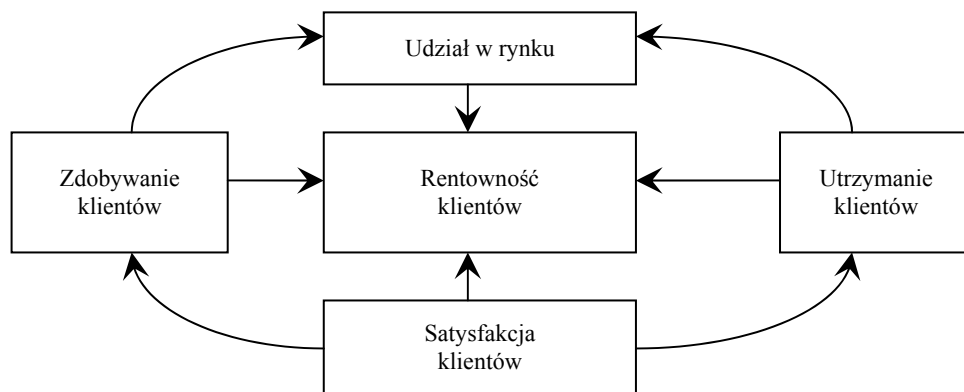 Udział w rynku
Zdobywanie
klientów
Rentowność
klientów
Utrzymanie
klientów
Satysfakcja
klientów